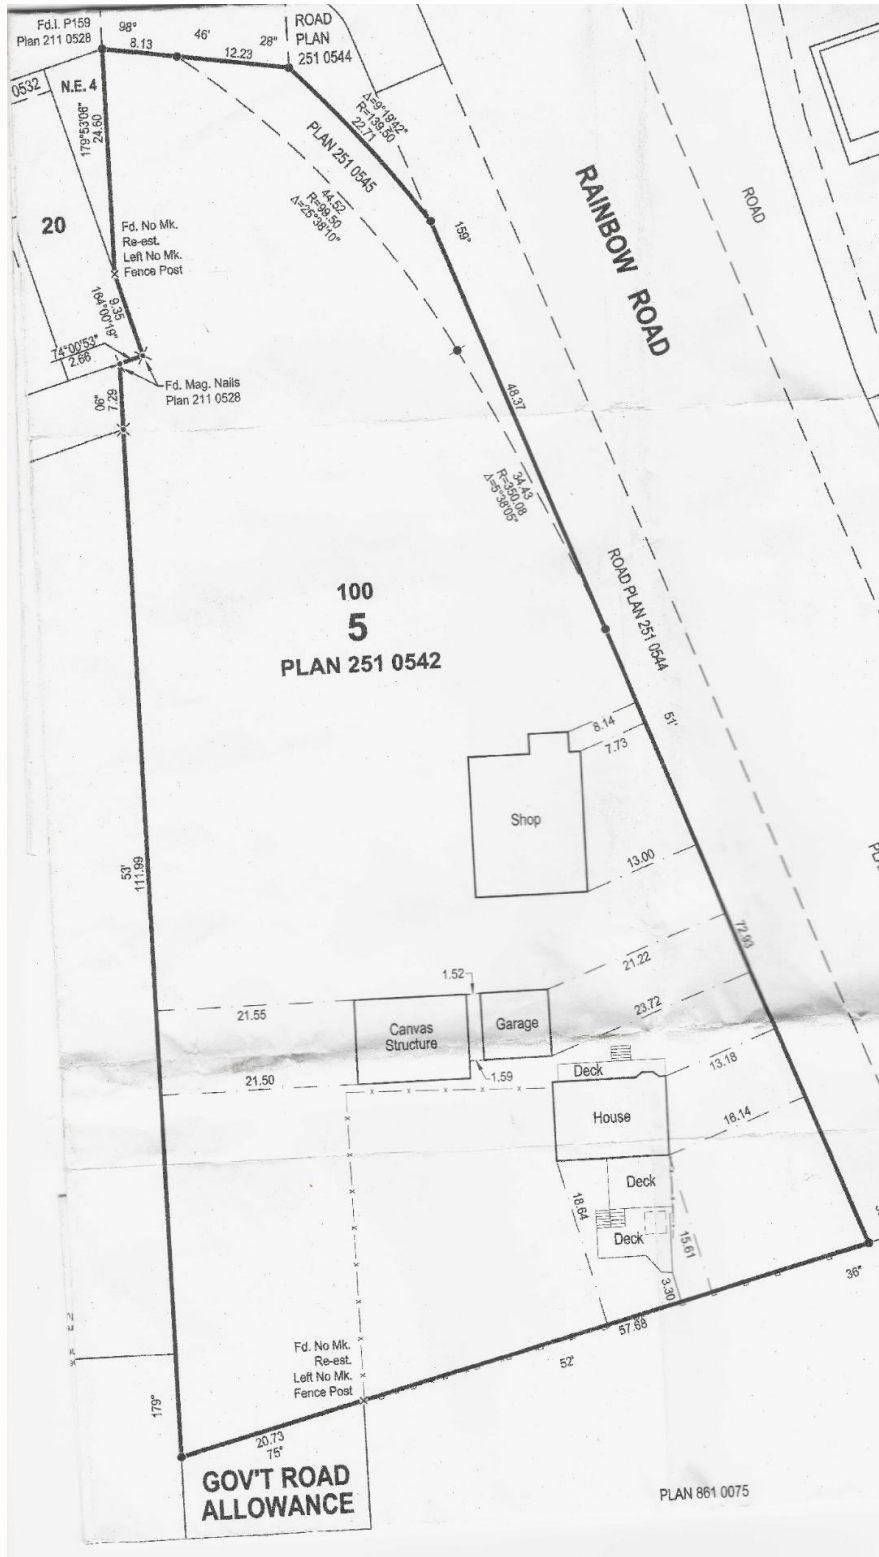 Fd.I. P159
Plan 211 0528
98°
8.13
46'
12.23
28"
ROAD
PLAN
251 0544
0532
N.E. 4
179°53'06"
24.60
Δ=9°19'42"
R=139.50
22.71
PLAN 251 0545
44.52
R=99.50
Δ=25°38'10"
159°
RAINBOW ROAD
ROAD
20
Fd. No Mk.
Re-est.
Left No Mk.
Fence Post
9.35
164°00'19"
74°00'53"
2.66
Fd. Mag. Nails
Plan 211 0528
06"
7.29
48.37
34.43
R=350.08
Δ=5°38'05"
100
5
PLAN 251 0542
ROAD PLAN 251 0544
51'
8.14
7.73
Shop
13.00
53'
111.99
72.93
21.22
1.52
21.55
Canvas
Structure
Garage
23.72
1.59
21.50
Deck
13.18
House
16.14
Deck
18.64
Deck
15.61
3.30
36"
57.68
52'
Fd. No Mk.
Re-est.
Left No Mk.
Fence Post
179°
20.73
75°
GOV'T ROAD
ALLOWANCE
PLAN 861 0075